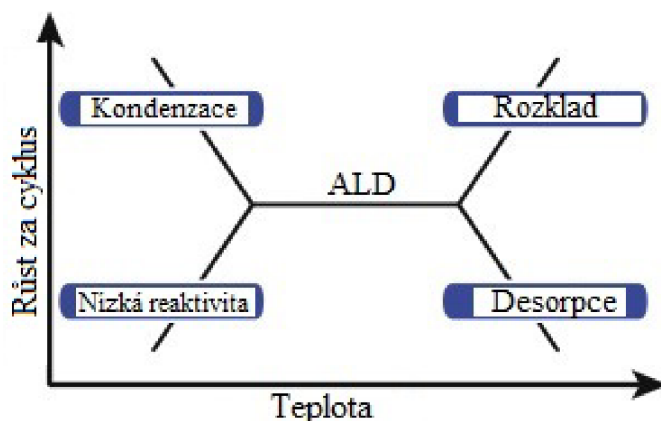 Kondenzace
Rozklad
ALD
Nízká reaktivita
Desorpce
Růst za cyklus
Teplota